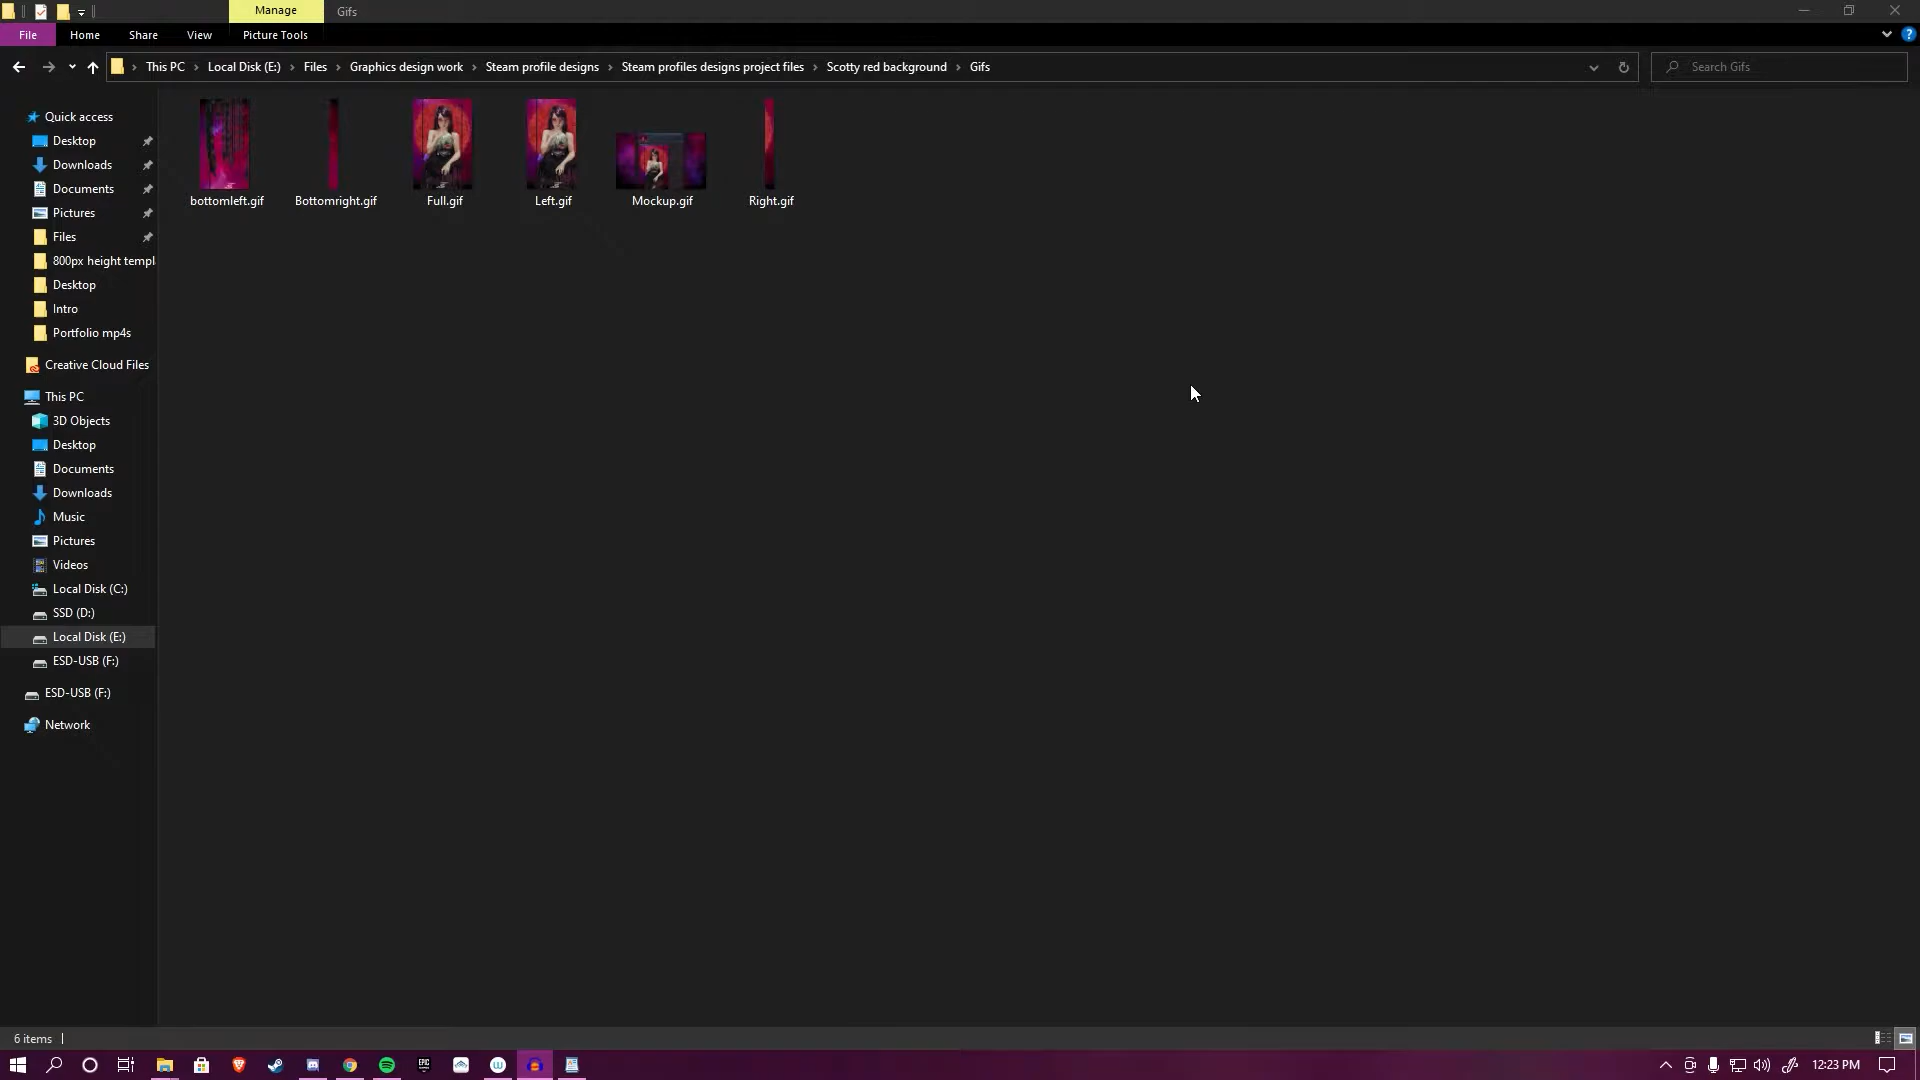 Manage
Gifs
File
Home
Share
View
Picture Tools
This PC
Local Disk (E:)
Files
Graphics design work
Steam profile designs
Steam profiles designs project files
Scotty red background
Gifs
Search Gifs
Quick access
Desktop
Downloads
Documents
Pictures
Files
800px height templ
Desktop
Intro
Portfolio mp4s
Creative Cloud Files
This PC
3D Objects
Desktop
Documents
Downloads
Music
Pictures
Videos
Local Disk (C:)
SSD (D:)
Local Disk (E:)
ESD-USB (F:)
ESD-USB (F:)
Network
bottomleft.gif
Bottomright.gif
Full.gif
Left.gif
Mockup.gif
Right.gif
6 items
EPIC
12:23 PM